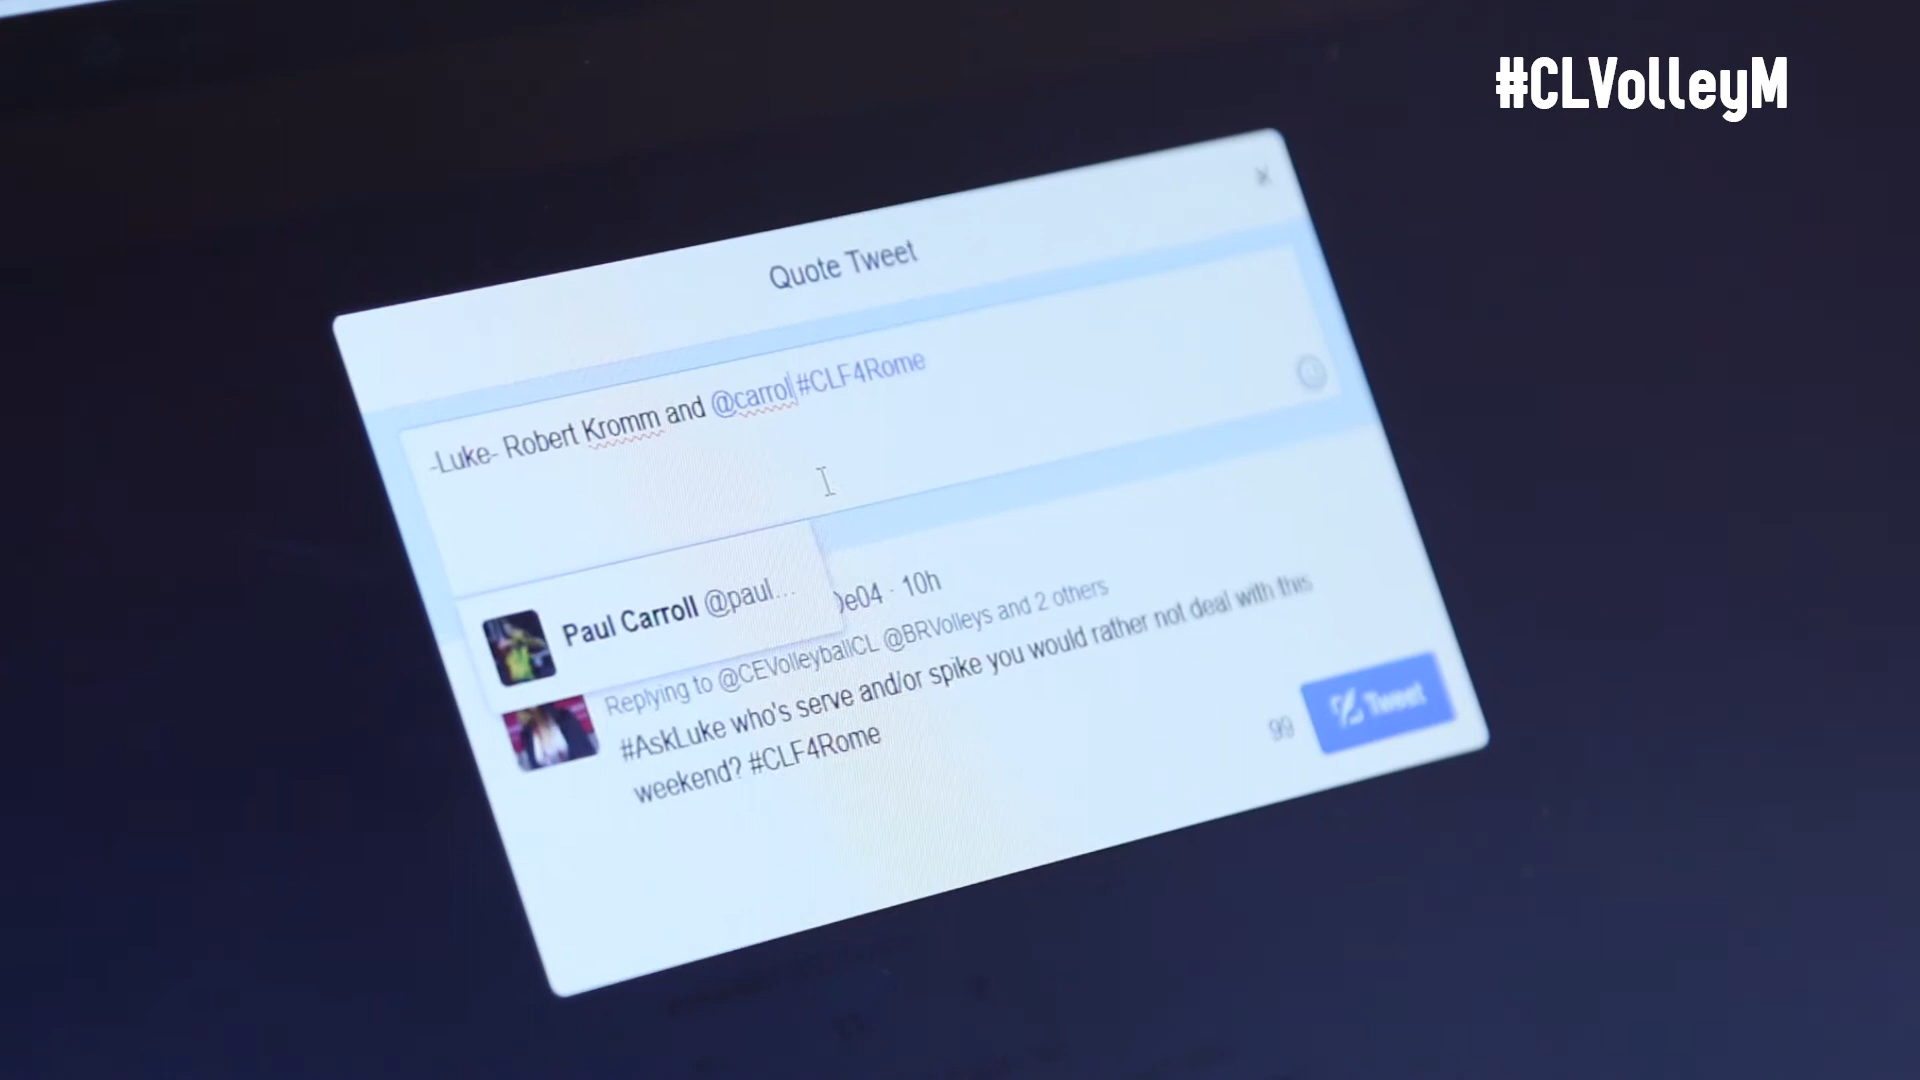 #CLVolleyM
Quote Tweet
-Luke- Robert Kromm and @carrol #CLF4Rome
Paul Carroll @paul...
e04 · 10h
Replying to @CEVolleyballCL @BRVolleys and 2 others
#AskLuke who's serve and/or spike you would rather not deal with this
weekend? #CLF4Rome
99
Tweet